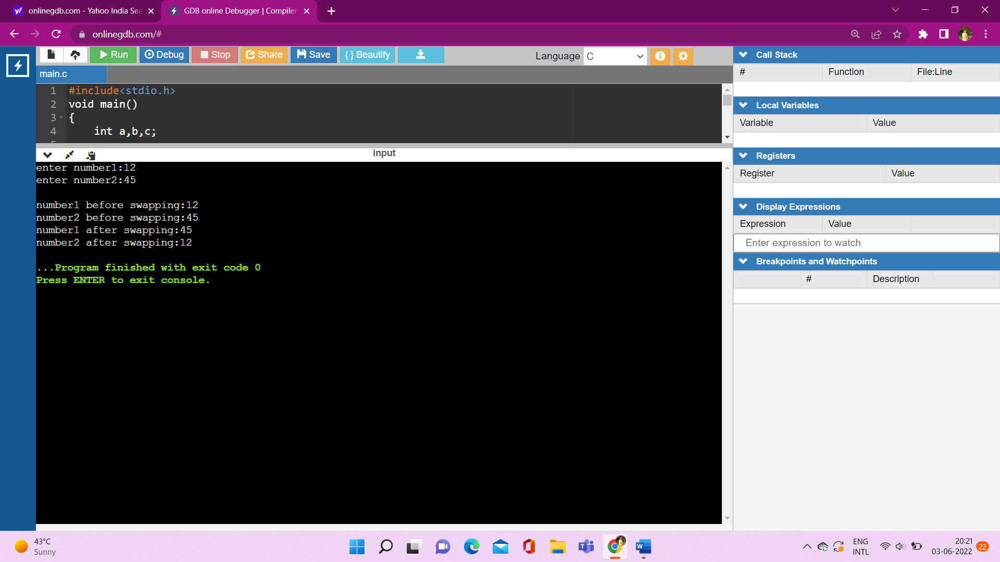 onlinegdb.com - Yahoo India Sea
GDB online Debugger | Compiler
onlinegdb.com/#
Run
Debug
Stop
Share
Save
{ } Beautify
Language
C
main.c
1 #include<stdio.h>
2 void main()
3 {
4 int a,b,c;
input
enter number1:12
enter number2:45
number1 before swapping:12
number2 before swapping:45
number1 after swapping:45
number2 after swapping:12
...Program finished with exit code 0
Press ENTER to exit console.
Call Stack
# Function File:Line
Local Variables
Variable Value
Registers
Register Value
Display Expressions
Expression Value
Enter expression to watch
Breakpoints and Watchpoints
# Description
43°C
Sunny
ENG
INTL
20:21
03-06-2022
22